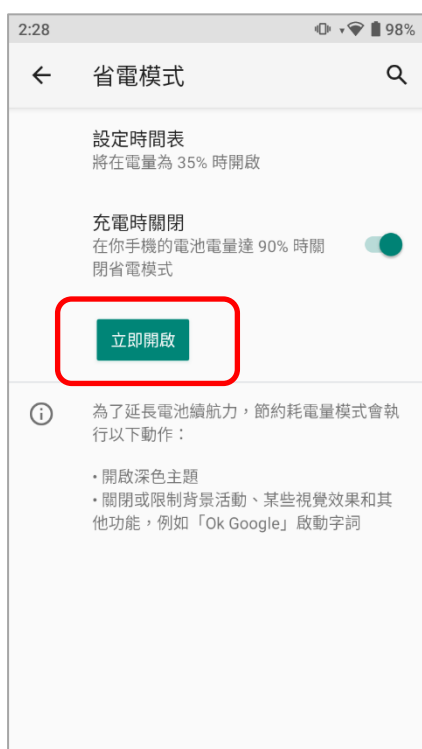 2:28 98%
省電模式
設定時間表
將在電量為 35% 時開啟
充電時關閉
在你手機的電池電量達 90% 時關
閉省電模式
立即開啟
為了延長電池續航力，節約耗電量模式會執
行以下動作：
• 開啟深色主題
• 關閉或限制背景活動、某些視覺效果和其
他功能，例如「Ok Google」啟動字詞